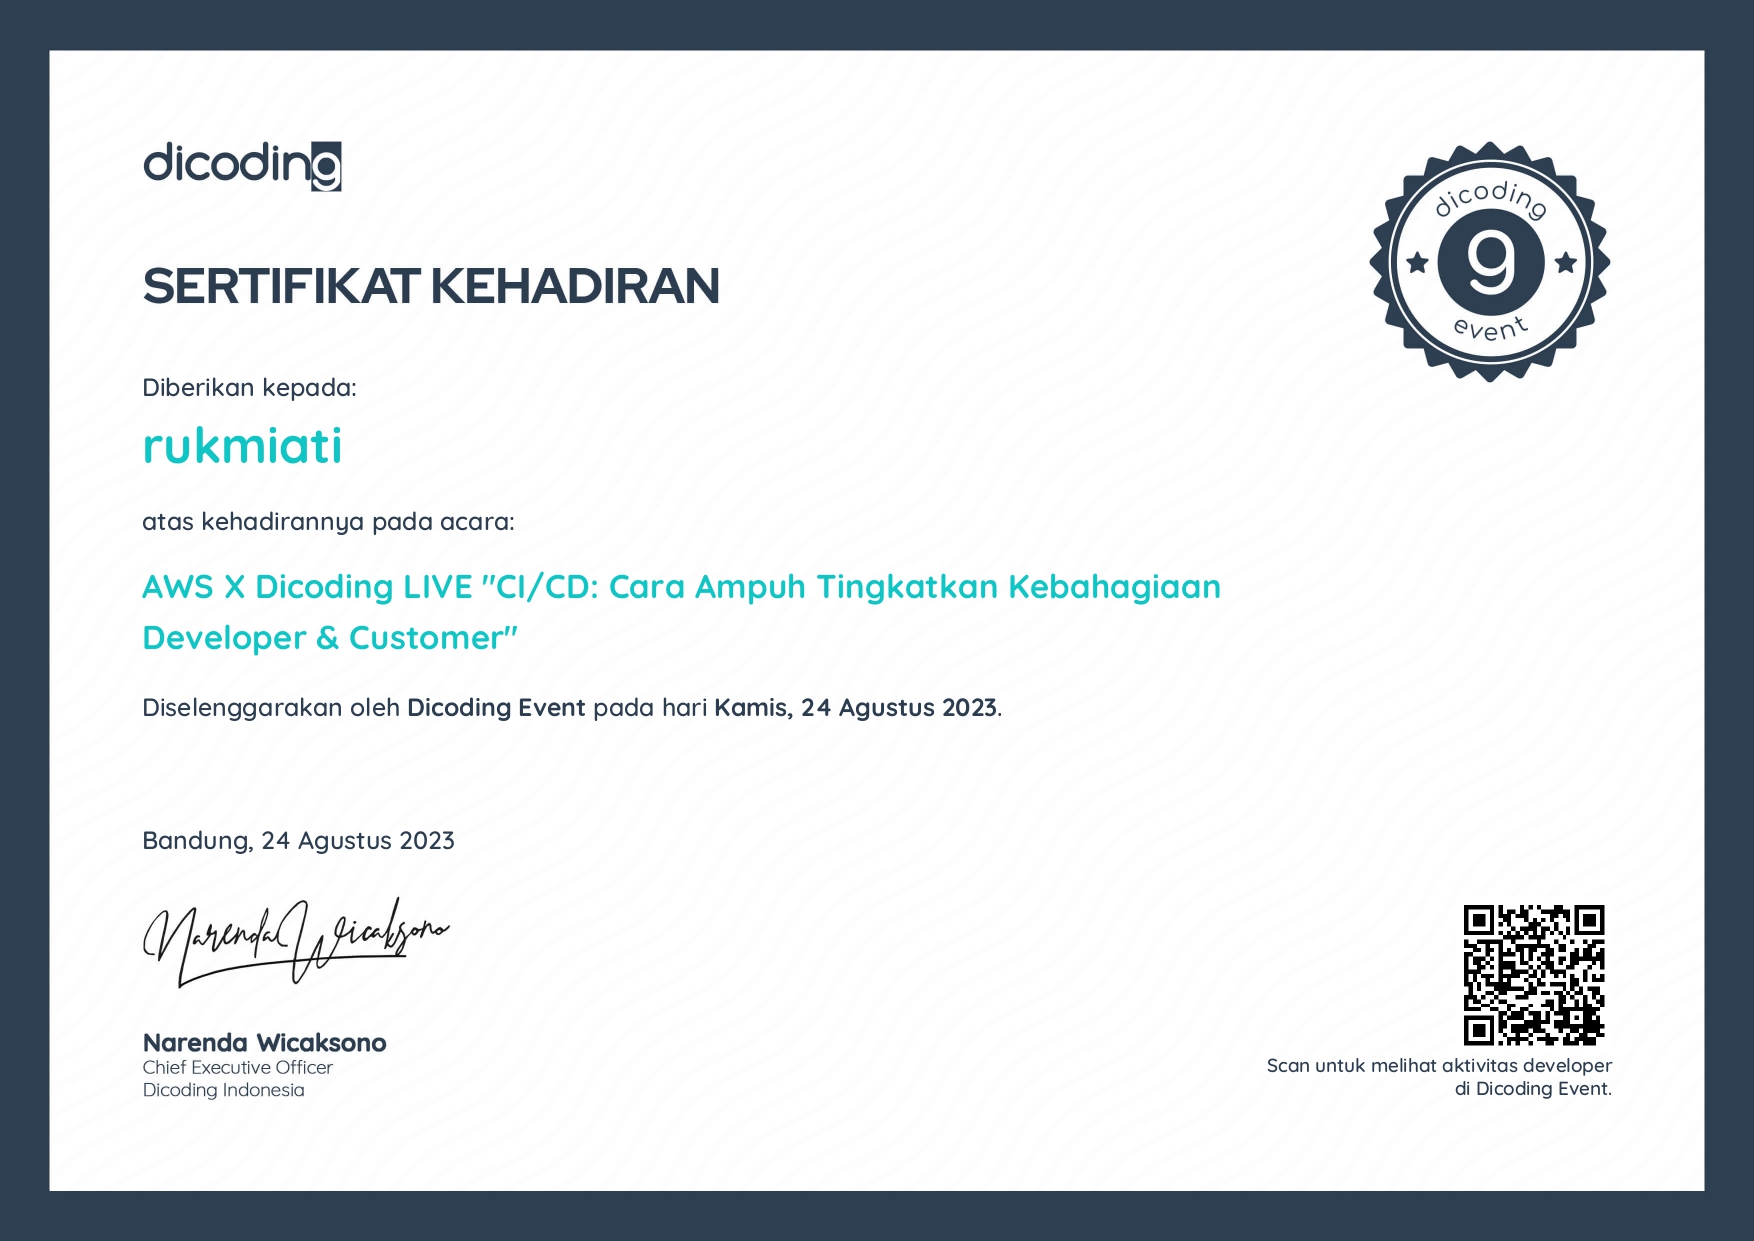 dicoding
SERTIFIKAT KEHADIRAN
dicoding
g
event
Diberikan kepada:
rukmiati
atas kehadirannya pada acara:
AWS X Dicoding LIVE "CI/CD: Cara Ampuh Tingkatkan Kebahagiaan
Developer & Customer"
Diselenggarakan oleh Dicoding Event pada hari Kamis, 24 Agustus 2023.
Bandung, 24 Agustus 2023
Narenda Wicaksono
Narenda Wicaksono
Chief Executive Officer
Dicoding Indonesia
Scan untuk melihat aktivitas developer
di Dicoding Event.